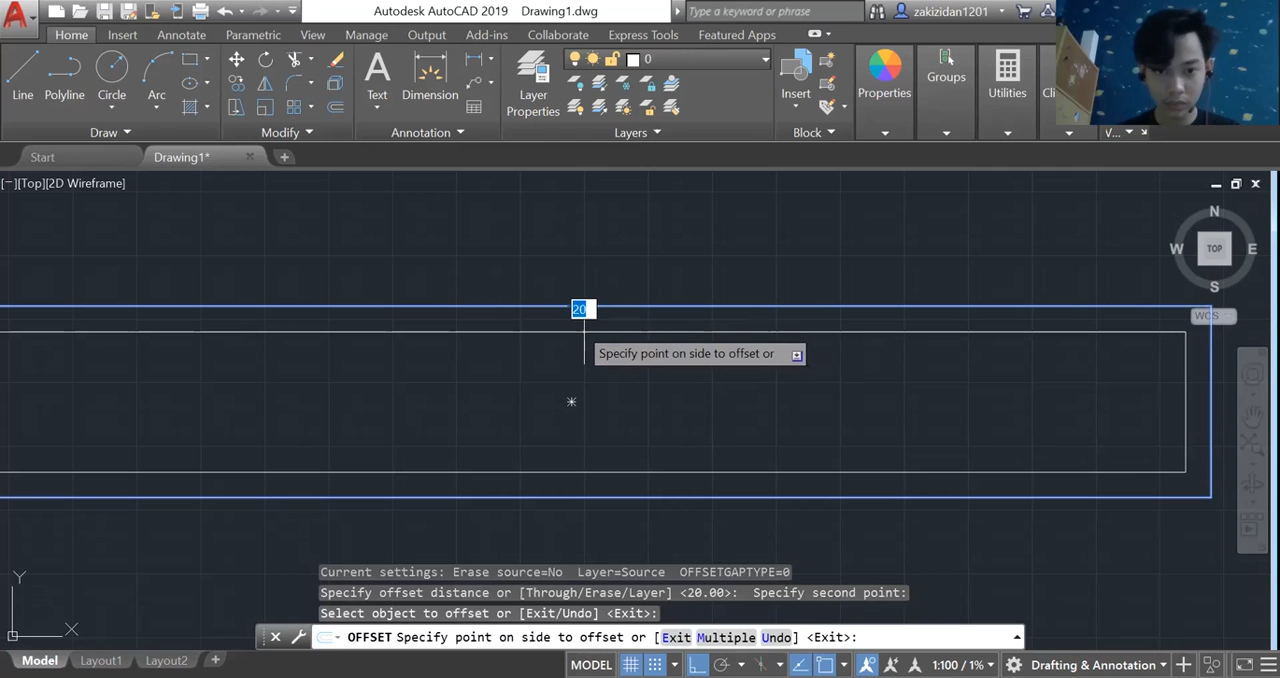 Autodesk AutoCAD 2019 Drawing1.dwg
Type a keyword or phrase
zakizidan1201
Home Insert Annotate Parametric View Manage Output Add-ins Collaborate Express Tools Featured Apps
0
Line Polyline Circle Arc Text Dimension Layer Properties Insert Properties Groups Utilities
Draw Modify Annotation Layers Block V...
Start Drawing1*
[−][Top][2D Wireframe]
N
W TOP E
S
WCS
20
Specify point on side to offset or
Current settings: Erase source=No Layer=Source OFFSETGAPTYPE=0
Specify offset distance or [Through/Erase/Layer] <20.00>: Specify second point:
Select object to offset or [Exit/Undo] <Exit>:
OFFSET Specify point on side to offset or [Exit Multiple Undo] <Exit>:
Y
X
Model Layout1 Layout2 +
MODEL 1:100 / 1% Drafting & Annotation